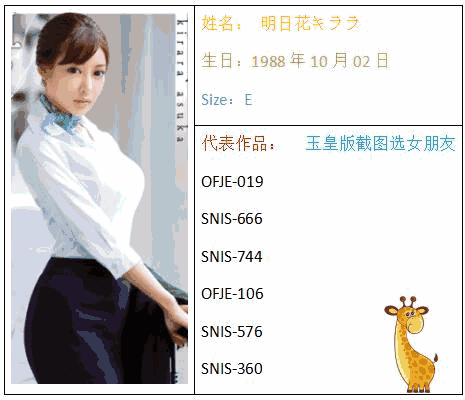 kirara asuka
姓名： 明日花キララ
生日：1988 年 10 月 02 日
Size：E
代表作品： 玉皇版截图选女朋友
OFJE-019
SNIS-666
SNIS-744
OFJE-106
SNIS-576
SNIS-360